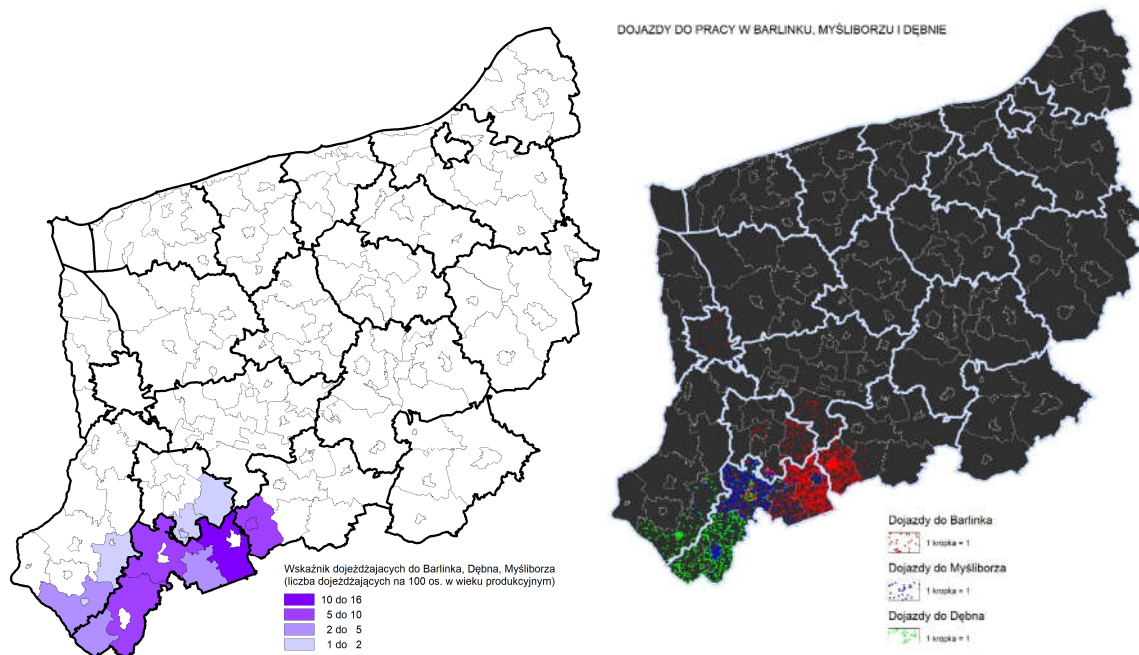 DOJAZDY DO PRACY W BARLINKU, MYŚLIBORZU I DĘBNIE
Wskaźnik dojeżdżajacych do Barlinka, Dębna, Myśliborza
(liczba dojeżdżających na 100 os. w wieku produkcyjnym)
10 do 16
5 do 10
2 do 5
1 do 2
Dojazdy do Barlinka
1 kropka = 1
Dojazdy do Myśliborza
1 kropka = 1
Dojazdy do Dębna
1 kropka = 1